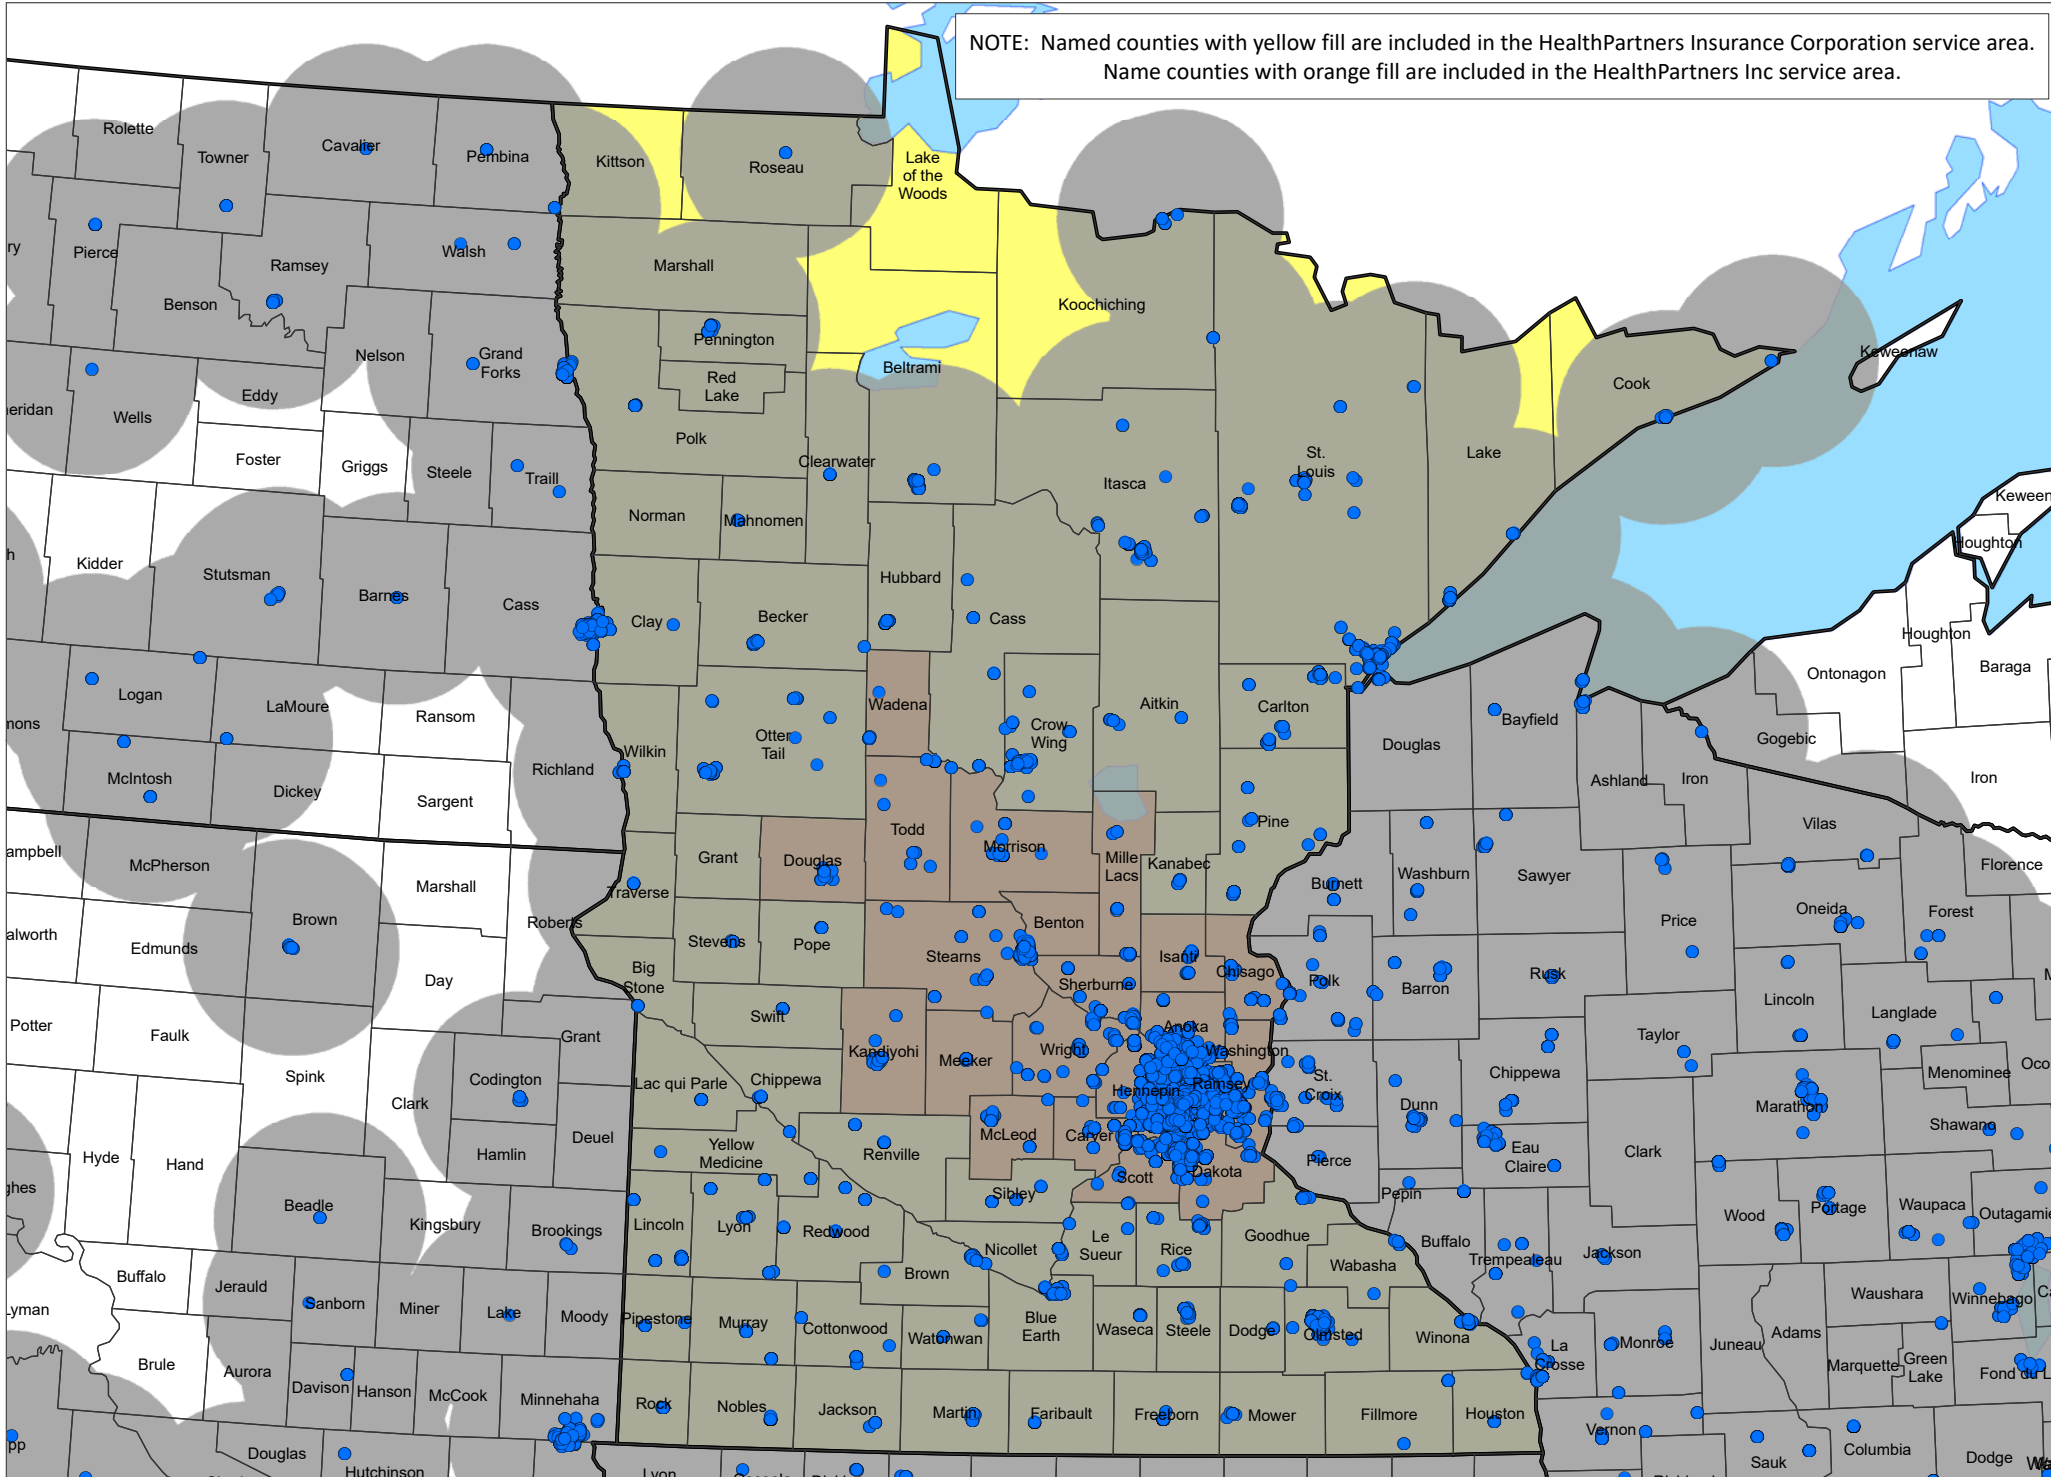 NOTE: Named counties with yellow fill are included in the HealthPartners Insurance Corporation service area.
Name counties with orange fill are included in the HealthPartners Inc service area.
Rolette
Towner
Cavalier
Pembina
Kittson
Roseau
Lake
of the
Woods
ry
Pierce
Ramsey
Walsh
Marshall
Benson
Koochiching
Nelson
Grand
Forks
Pennington
Beltrami
Keweenaw
Red
Lake
Cook
eridan
Wells
Eddy
Polk
Foster
Griggs
Steele
Traill
Clearwater
St.
Louis
Lake
Itasca
Keween
Norman
Mahnomen
Houghton
h
Kidder
Stutsman
Barnes
Cass
Hubbard
Clay
Becker
Cass
Houghton
Baraga
Ontonagon
mons
Logan
LaMoure
Ransom
Wadena
Aitkin
Carlton
Bayfield
Otter
Tail
Crow
Wing
Wilkin
Douglas
Gogebic
McIntosh
Dickey
Richland
Sargent
Ashland
Iron
Iron
Pine
Vilas
Todd
Morrison
ampbell
McPherson
Grant
Douglas
Mille
Lacs
Kanabec
Florence
Marshall
Traverse
Burnett
Washburn
Sawyer
Brown
Roberts
Benton
Oneida
Forest
Price
alworth
Edmunds
Stevens
Pope
Stearns
Isanti
Chisago
Day
Big
Stone
Sherburne
Polk
Barron
Rusk
Lincoln
Langlade
Potter
Faulk
Grant
Swift
Anoka
Taylor
Kandiyohi
Meeker
Wright
Washington
Spink
Codington
Lac qui Parle
Chippewa
Hennepin
Ramsey
St.
Croix
Chippewa
Menominee
Oco
Clark
Dunn
Marathon
Deuel
McLeod
Carver
Shawano
Hyde
Hand
Hamlin
Yellow
Medicine
Renville
Eau
Claire
Clark
Pierce
ghes
Scott
Dakota
Pepin
Beadle
Kingsbury
Brookings
Lincoln
Lyon
Redwood
Sibley
Wood
Portage
Waupaca
Outagamie
Nicollet
Le
Sueur
Rice
Goodhue
Buffalo
Trempealeau
Jackson
Buffalo
Jerauld
Brown
Wabasha
Lyman
Sanborn
Miner
Lake
Moody
Pipestone
Murray
Cottonwood
Watonwan
Blue
Earth
Waseca
Steele
Dodge
Olmsted
Winona
La
Crosse
Monroe
Juneau
Adams
Waushara
Winnebago
Ca
Brule
Aurora
Davison
Hanson
McCook
Minnehaha
Marquette
Green
Lake
Fond du L
Rock
Nobles
Jackson
Martin
Faribault
Freeborn
Mower
Fillmore
Houston
Vernon
pp
Douglas
Hutchinson
Sauk
Columbia
Dodge
Lyon